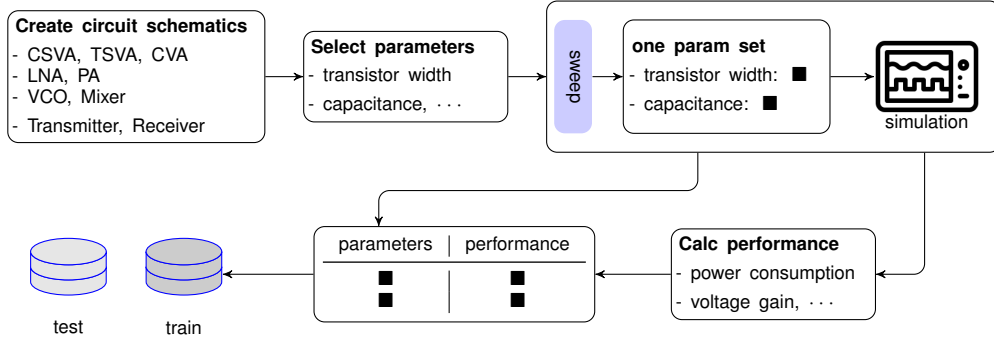 Create circuit schematics
- CSVA, TSVA, CVA
- LNA, PA
- VCO, Mixer
- Transmitter, Receiver
Select parameters
- transistor width
- capacitance, · · ·
sweep
one param set
- transistor width: ■
- capacitance: ■
simulation
parameters performance
■ ■
■ ■
Calc performance
- power consumption
- voltage gain, · · ·
test
train